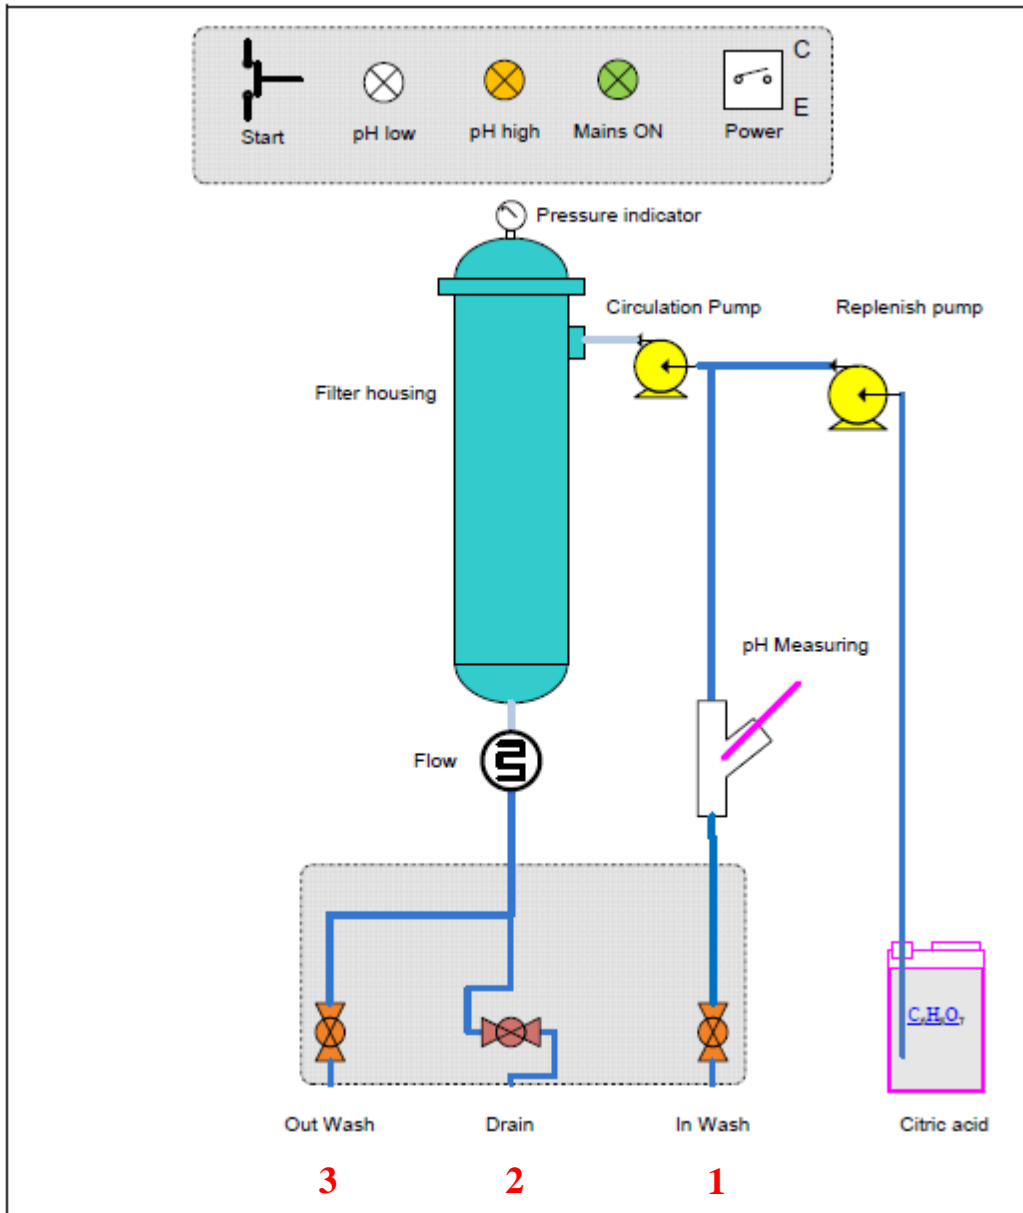 C
E
Start
pH low
pH high
Mains ON
Power
Pressure indicator
Circulation Pump
Replenish pump
Filter housing
pH Measuring
Flow
C₆H₈O₇
Out Wash
Drain
In Wash
Citric acid
3
2
1